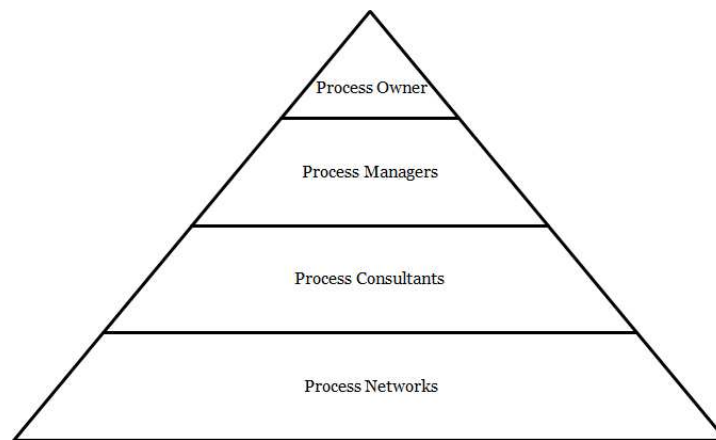 Process Owner
Process Managers
Process Consultants
Process Networks